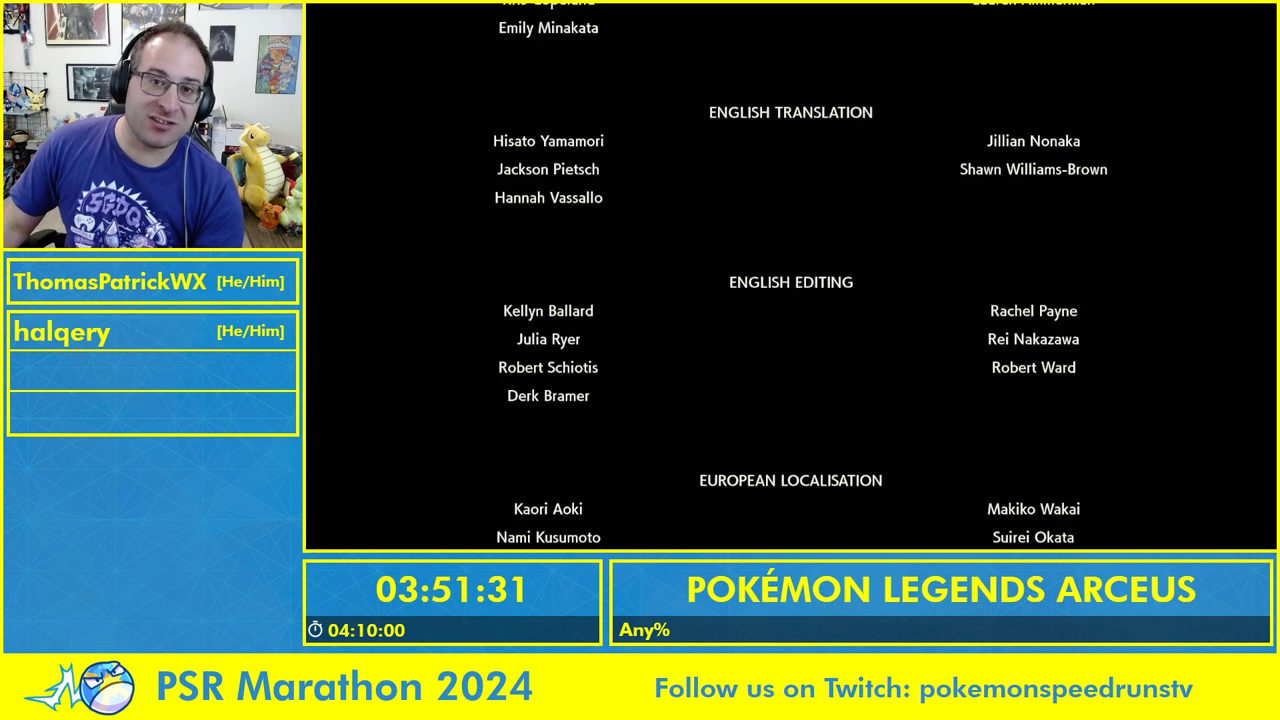 Emily Minakata
ENGLISH TRANSLATION
Hisato Yamamori
Jillian Nonaka
Jackson Pietsch
Shawn Williams-Brown
Hannah Vassallo
ENGLISH EDITING
Kellyn Ballard
Rachel Payne
Julia Ryer
Rei Nakazawa
Robert Schiotis
Robert Ward
Derk Bramer
EUROPEAN LOCALISATION
Kaori Aoki
Makiko Wakai
Nami Kusumoto
Suirei Okata
SGDQ
ThomasPatrickWX [He/Him]
halqery [He/Him]
03:51:31
04:10:00
POKÉMON LEGENDS ARCEUS
Any%
PSR Marathon 2024
Follow us on Twitch: pokemonspeedrunstv